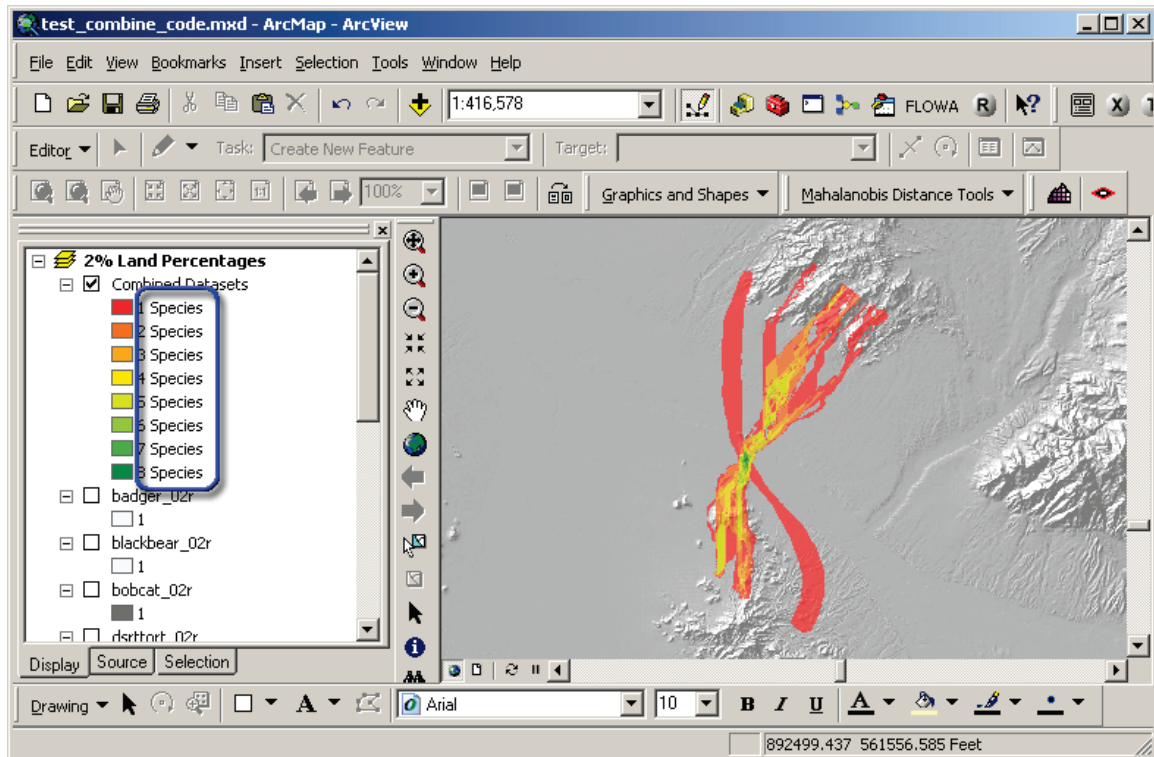 test_combine_code.mxd - ArcMap - ArcView
File Edit View Bookmarks Insert Selection Tools Window Help
1:416,578 FLOWA R X)
Editor Task: Create New Feature Target:
1:1 100% Graphics and Shapes Mahalanobis Distance Tools
2% Land Percentages
Combined Datasets
1 Species
2 Species
3 Species
4 Species
5 Species
6 Species
7 Species
8 Species
badger_02r
1
blackbear_02r
1
bobcat_02r
1
dsrttort_02r
Display Source Selection
Drawing A Arial 10 B I U A
892499.437 561556.585 Feet